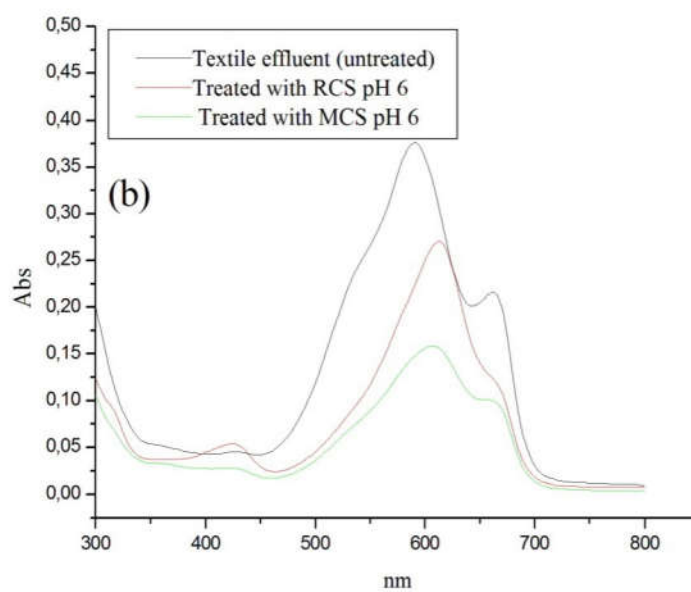 0,50
0,45
0,40
0,35
0,30
0,25
0,20
0,15
0,10
0,05
0,00
Abs
Textile effluent (untreated)
Treated with RCS pH 6
Treated with MCS pH 6
(b)
300 400 500 600 700 800
nm